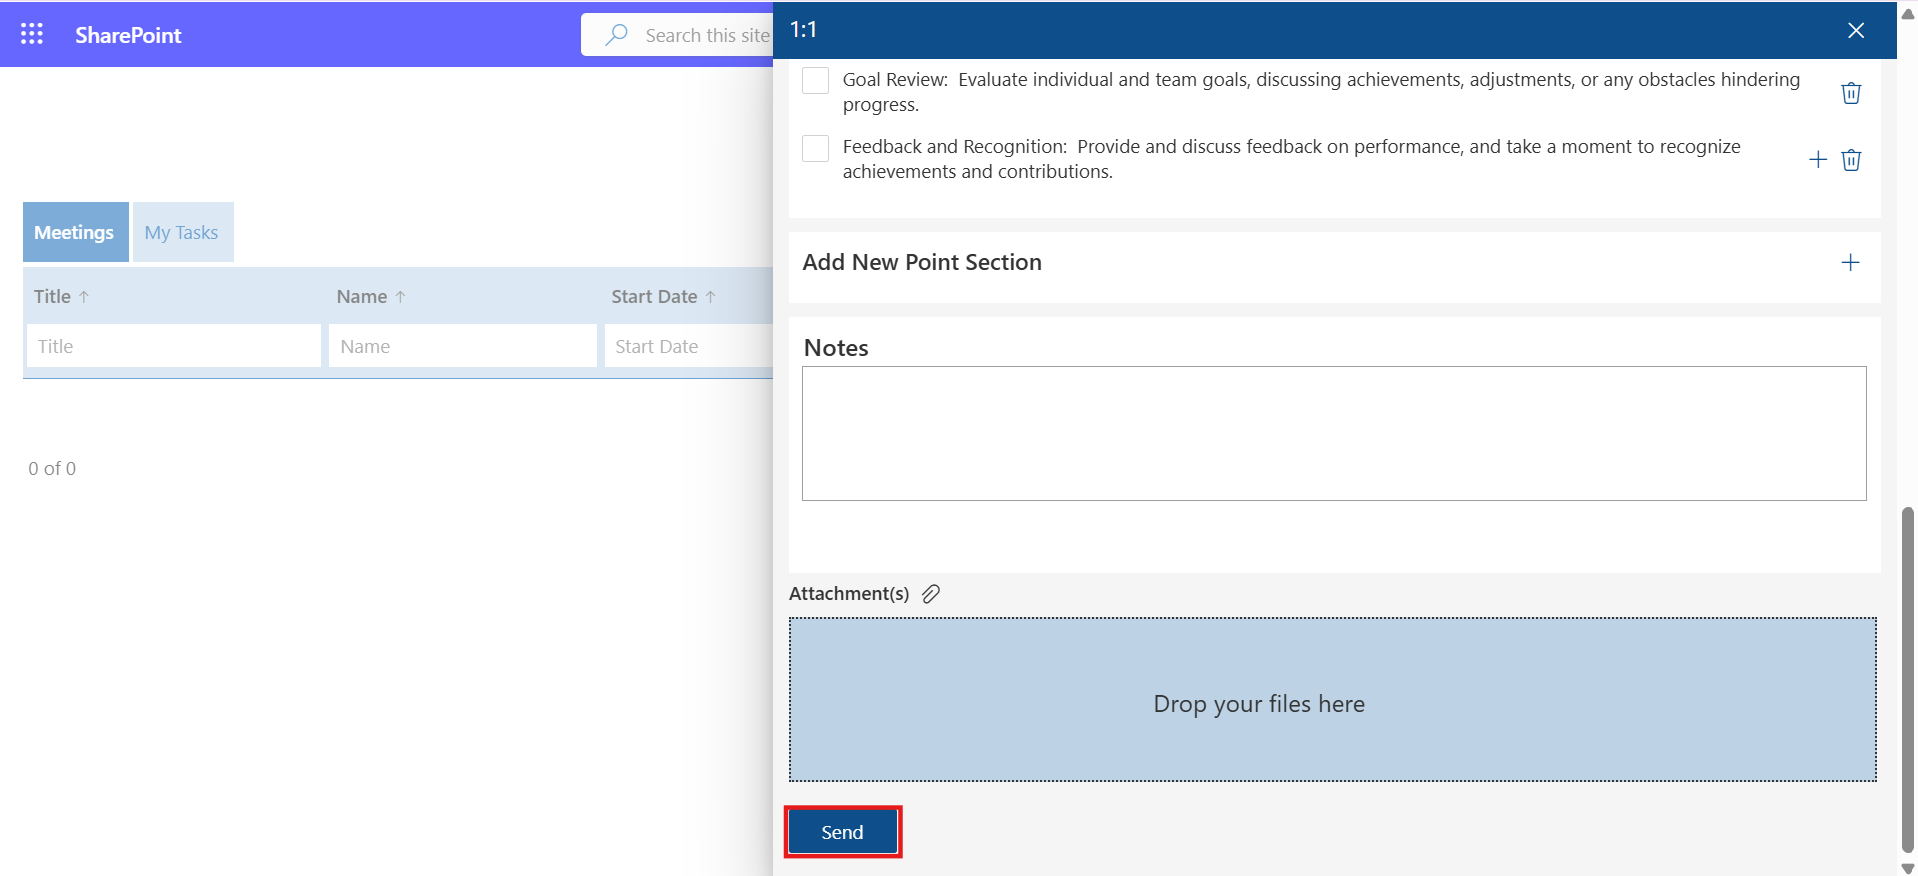 SharePoint
Search this site
Meetings
My Tasks
Title ↑
Name ↑
Start Date ↑
Title
Name
Start Date
0 of 0
1:1
Goal Review:  Evaluate individual and team goals, discussing achievements, adjustments, or any obstacles hindering
progress.
Feedback and Recognition:  Provide and discuss feedback on performance, and take a moment to recognize
achievements and contributions.
Add New Point Section
Notes
Attachment(s)
Drop your files here
Send